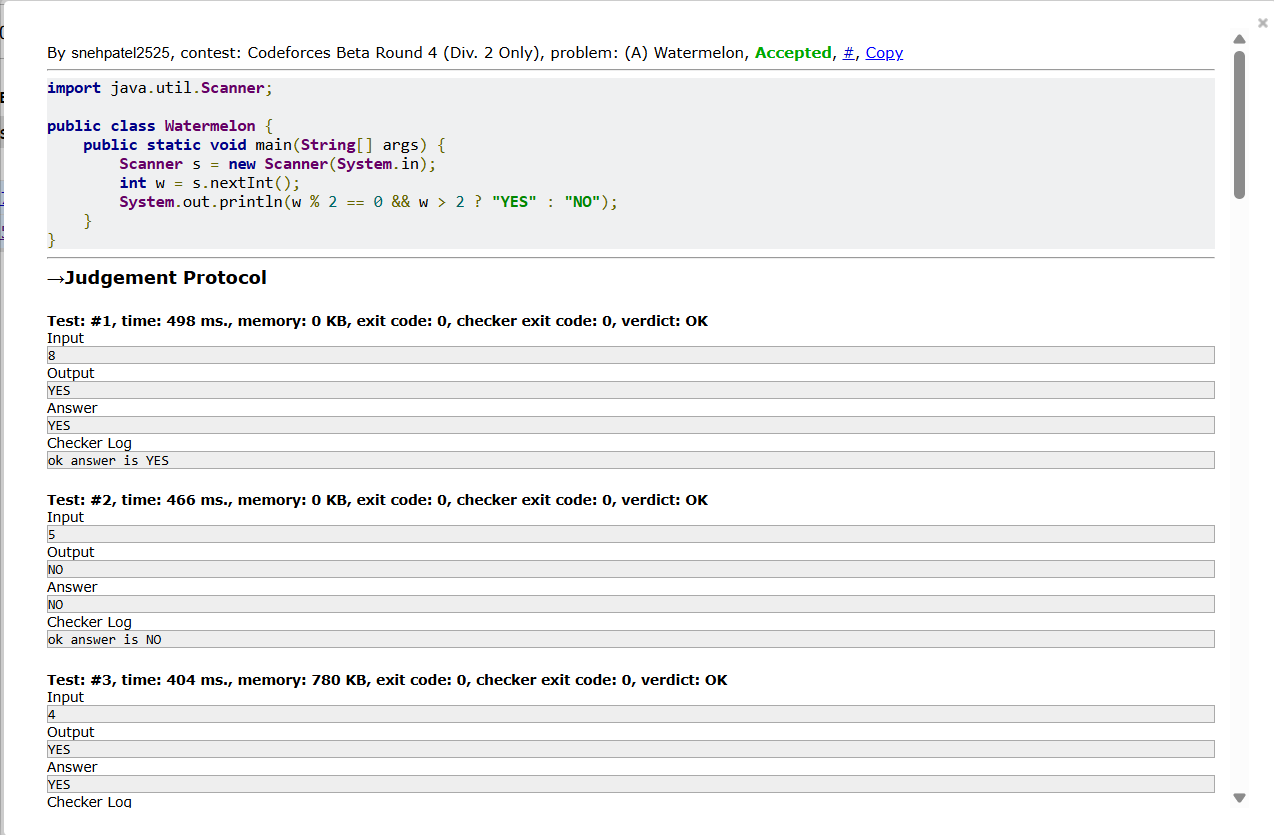 By snehpatel2525, contest: Codeforces Beta Round 4 (Div. 2 Only), problem: (A) Watermelon, Accepted, #, Copy
import java.util.Scanner;
public class Watermelon {
    public static void main(String[] args) {
        Scanner s = new Scanner(System.in);
        int w = s.nextInt();
        System.out.println(w % 2 == 0 && w > 2 ? "YES" : "NO");
    }
}
→Judgement Protocol
Test: #1, time: 498 ms., memory: 0 KB, exit code: 0, checker exit code: 0, verdict: OK
Input
8
Output
YES
Answer
YES
Checker Log
ok answer is YES
Test: #2, time: 466 ms., memory: 0 KB, exit code: 0, checker exit code: 0, verdict: OK
Input
5
Output
NO
Answer
NO
Checker Log
ok answer is NO
Test: #3, time: 404 ms., memory: 780 KB, exit code: 0, checker exit code: 0, verdict: OK
Input
4
Output
YES
Answer
YES
Checker Log